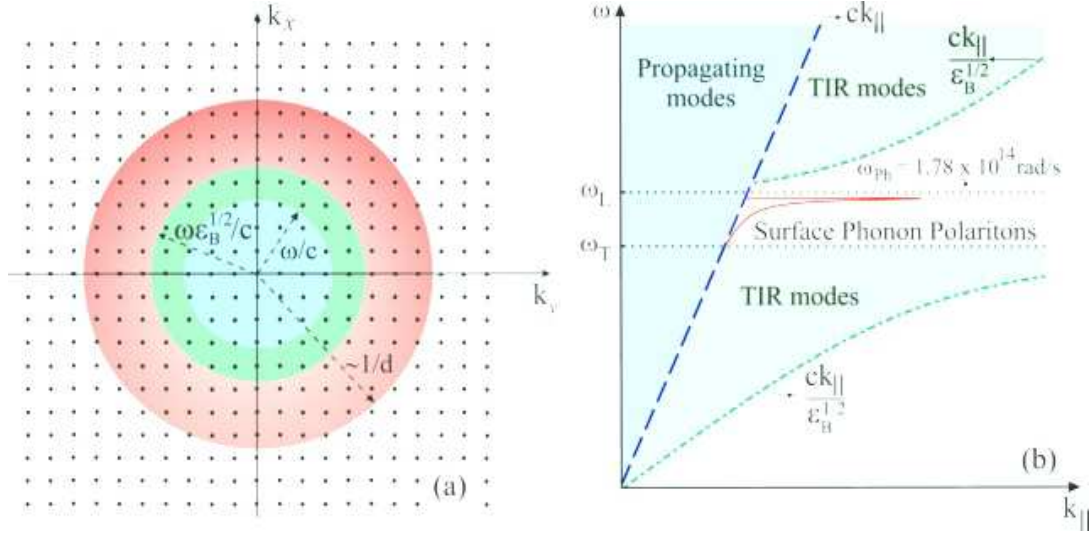 k_X
ωε_B^{1/2}/c
ω/c
k_Y
~1/d
(a)
ω
ck_||
Propagating
modes
TIR modes
ck_||
ε_B^{1/2}
ω_Ph = 1.78 x 10^{14} rad/s
ω_L
Surface Phonon Polaritons
ω_T
TIR modes
ck_||
ε_B^{1/2}
(b)
k_||